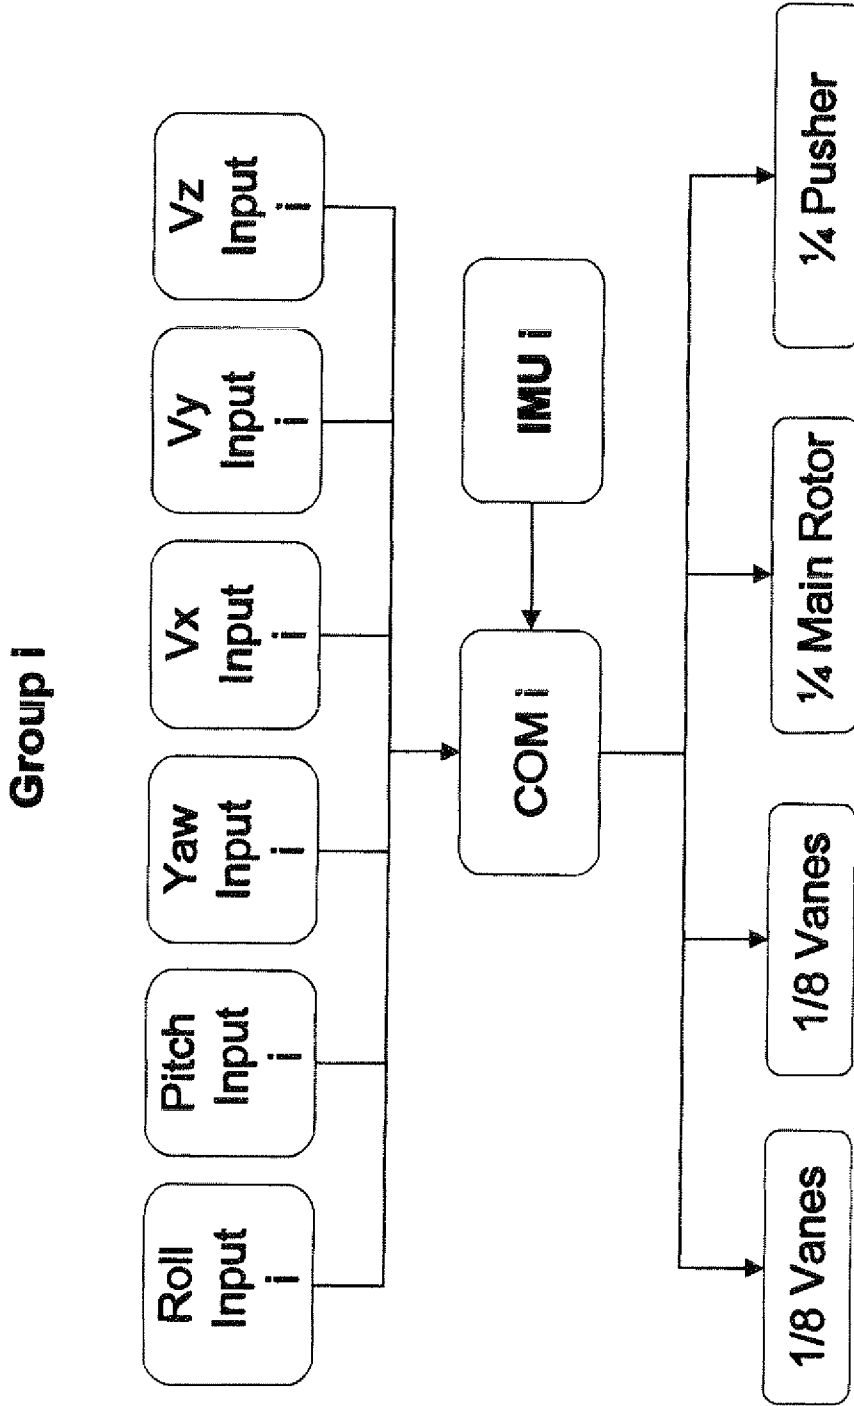 Group i
Roll
Input
i
Pitch
Input
i
Yaw
Input
i
Vx
Input
i
Vy
Input
i
Vz
Input
i
COM i
IMU i
1/8 Vanes
1/8 Vanes
¼ Main Rotor
¼ Pusher